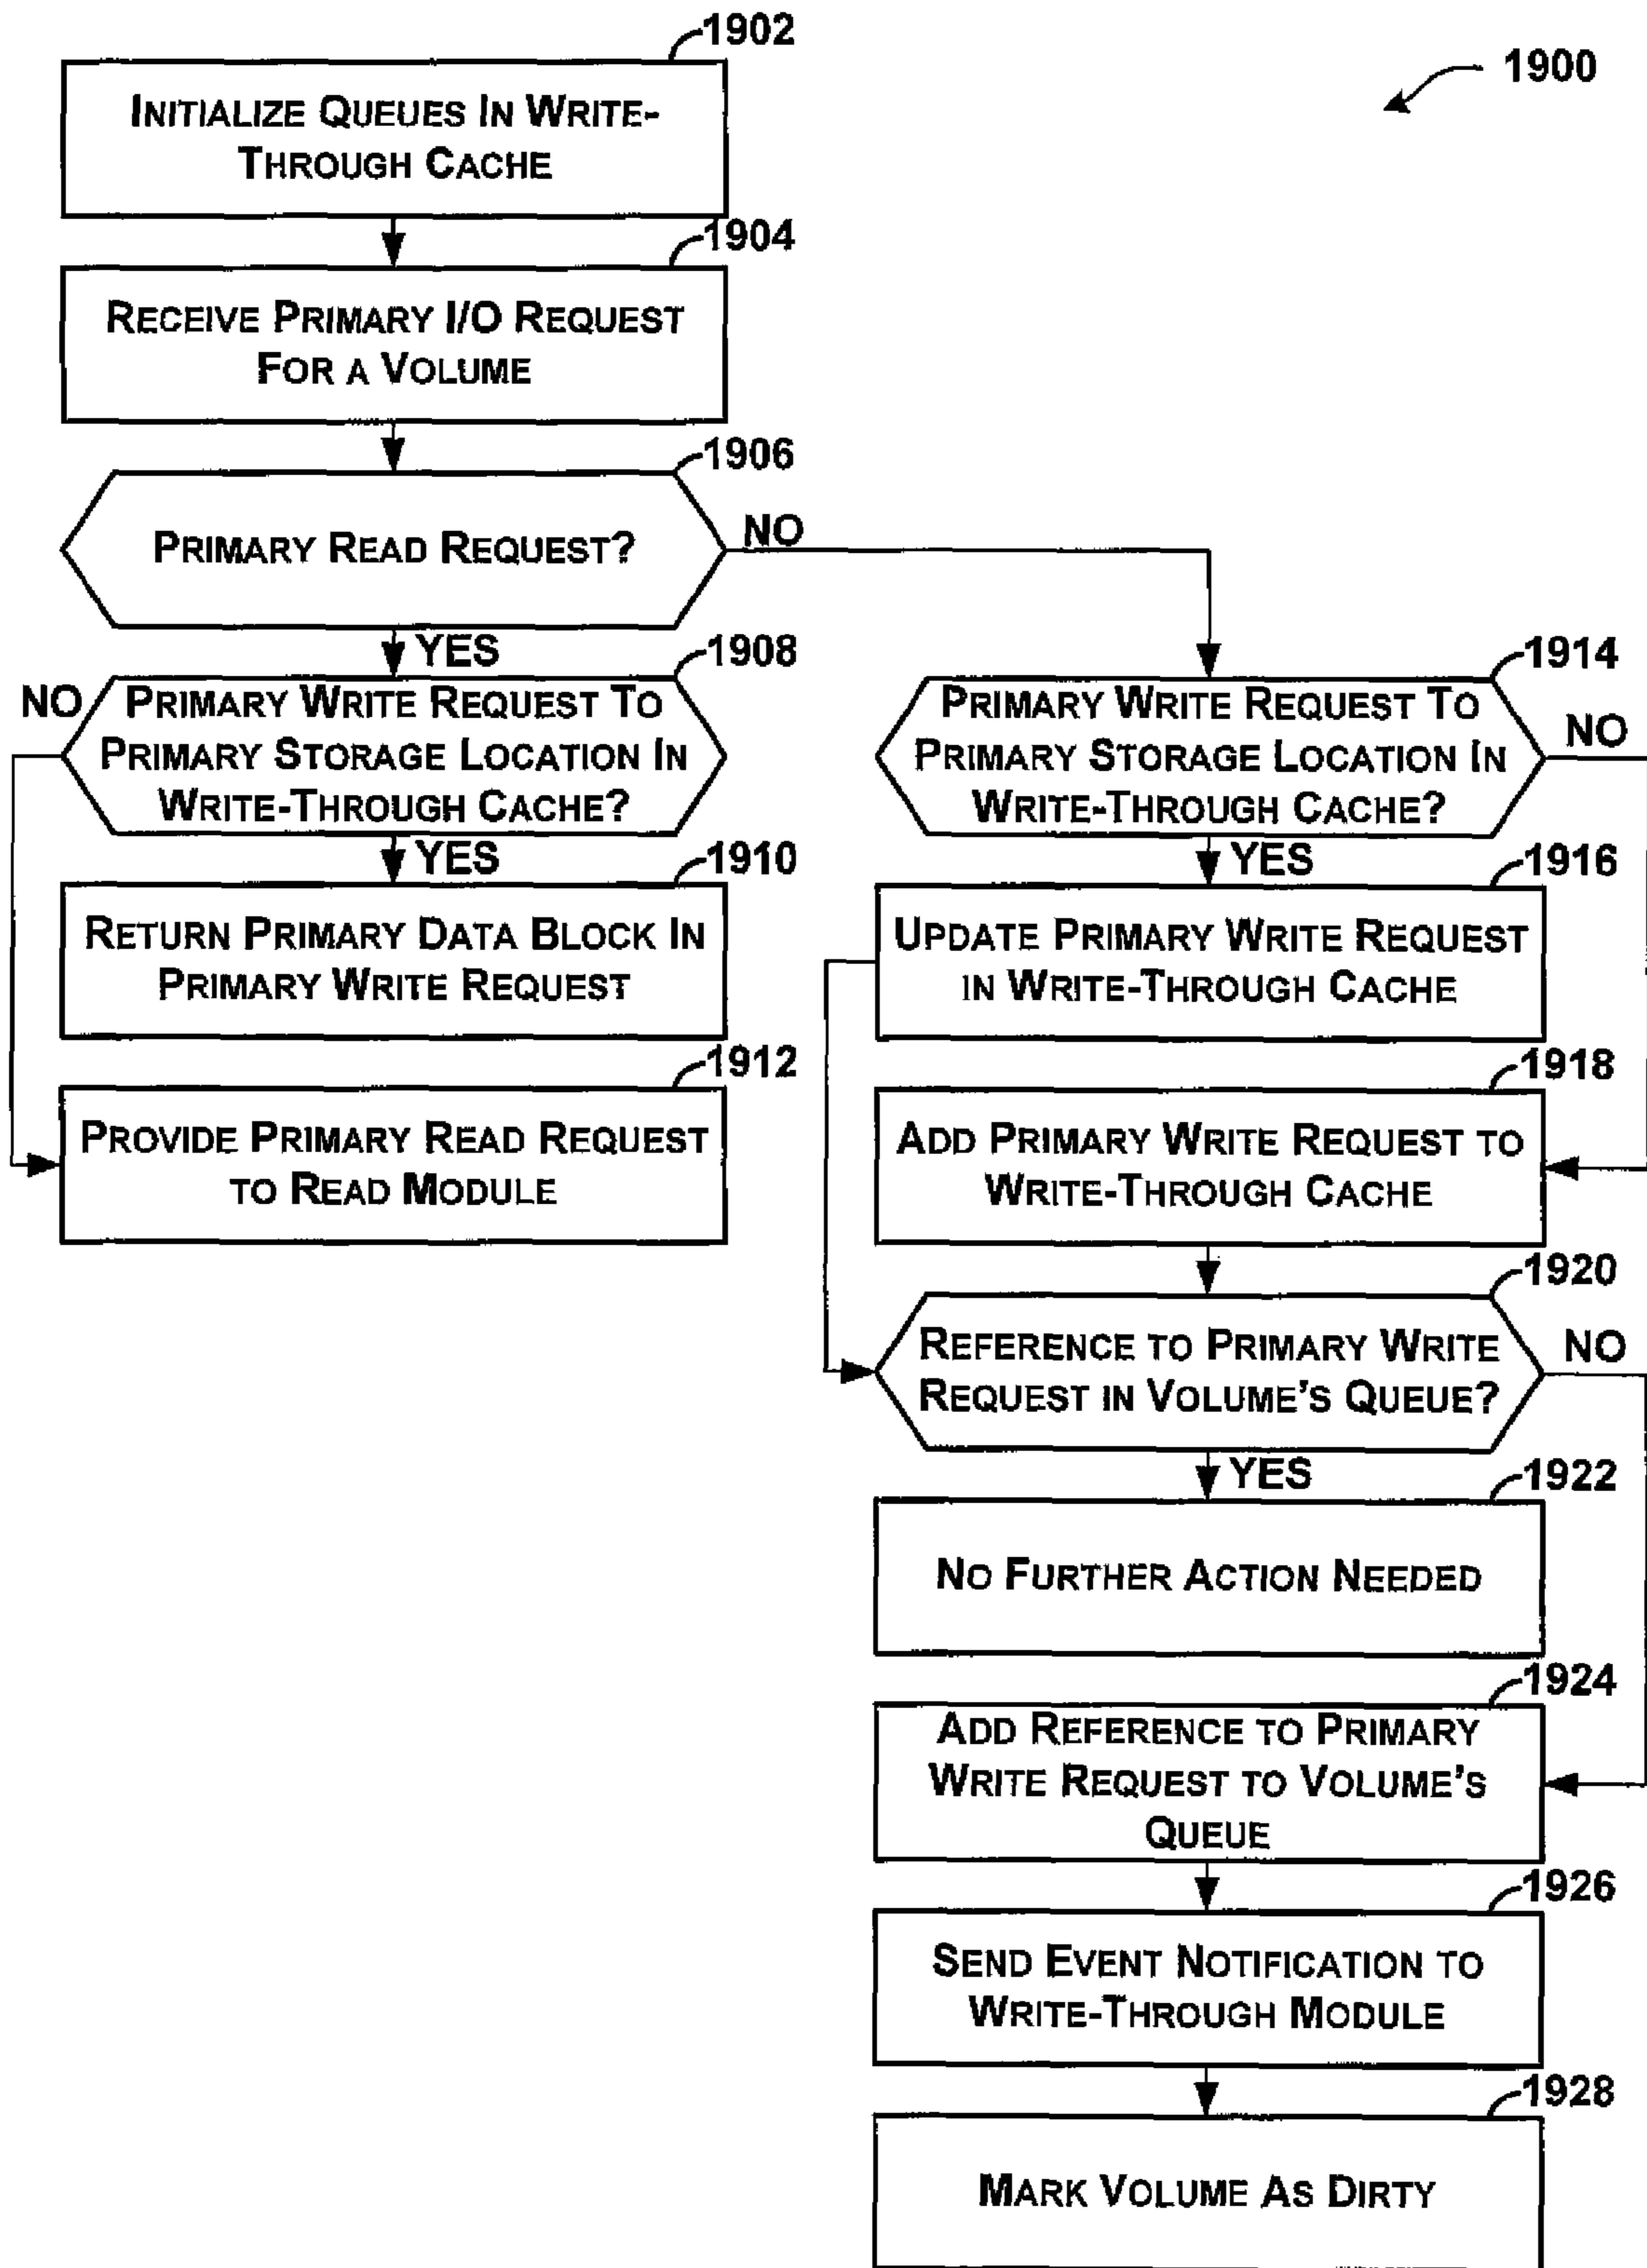 1902
1900
INITIALIZE QUEUES IN WRITE-
THROUGH CACHE
1904
RECEIVE PRIMARY I/O REQUEST
FOR A VOLUME
1906
PRIMARY READ REQUEST?
NO
YES
1908
NO
PRIMARY WRITE REQUEST TO
PRIMARY STORAGE LOCATION IN
WRITE-THROUGH CACHE?
YES
1910
RETURN PRIMARY DATA BLOCK IN
PRIMARY WRITE REQUEST
1912
PROVIDE PRIMARY READ REQUEST
TO READ MODULE
1914
PRIMARY WRITE REQUEST TO
PRIMARY STORAGE LOCATION IN
WRITE-THROUGH CACHE?
NO
YES
1916
UPDATE PRIMARY WRITE REQUEST
IN WRITE-THROUGH CACHE
1918
ADD PRIMARY WRITE REQUEST TO
WRITE-THROUGH CACHE
1920
REFERENCE TO PRIMARY WRITE
REQUEST IN VOLUME'S QUEUE?
NO
YES
1922
NO FURTHER ACTION NEEDED
1924
ADD REFERENCE TO PRIMARY
WRITE REQUEST TO VOLUME'S
QUEUE
1926
SEND EVENT NOTIFICATION TO
WRITE-THROUGH MODULE
1928
MARK VOLUME AS DIRTY